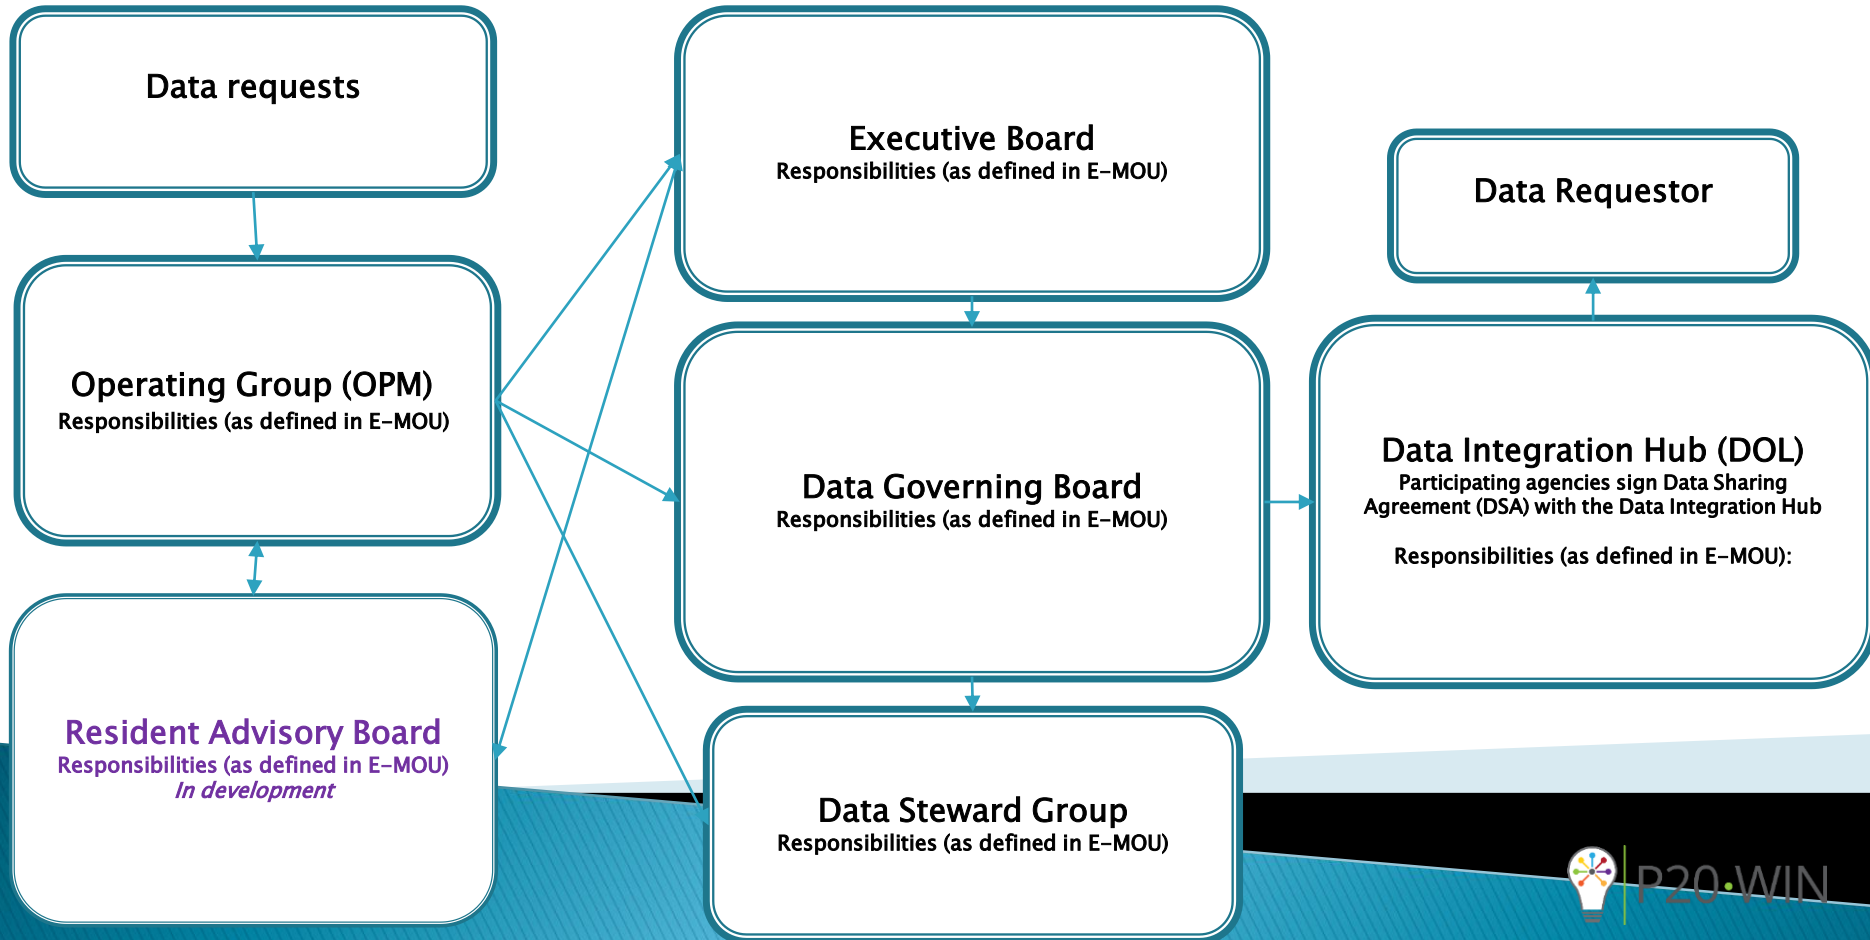 Data requests
Operating Group (OPM)
Responsibilities (as defined in E-MOU)
Resident Advisory Board
Responsibilities (as defined in E-MOU)
In development
Executive Board
Responsibilities (as defined in E-MOU)
Data Governing Board
Responsibilities (as defined in E-MOU)
Data Steward Group
Responsibilities (as defined in E-MOU)
Data Requestor
Data Integration Hub (DOL)
Participating agencies sign Data Sharing
Agreement (DSA) with the Data Integration Hub
Responsibilities (as defined in E-MOU):
P20·WIN